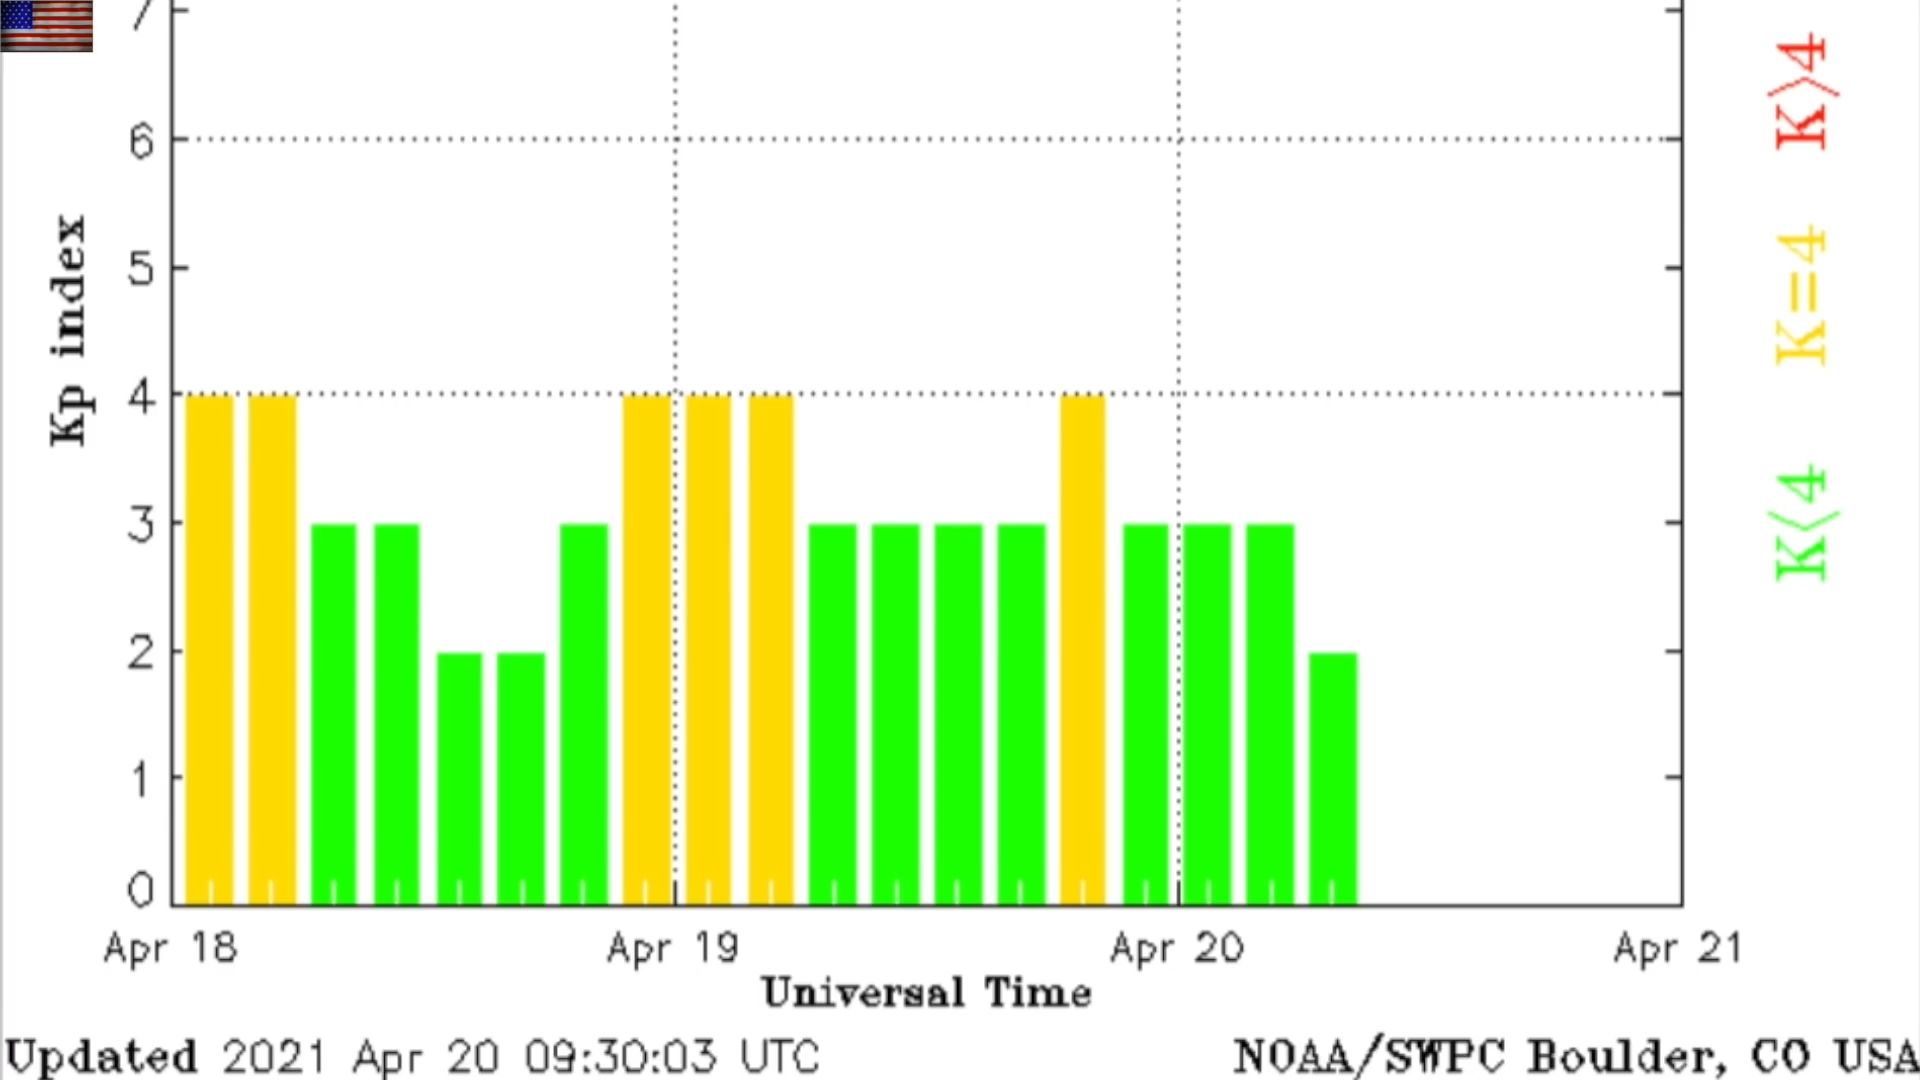 7
6
5
4
3
2
1
0
Kp index
K>4
K=4
K<4
Apr 18
Apr 19
Apr 20
Apr 21
Universal Time
Updated 2021 Apr 20 09:30:03 UTC
NOAA/SWPC Boulder, CO USA